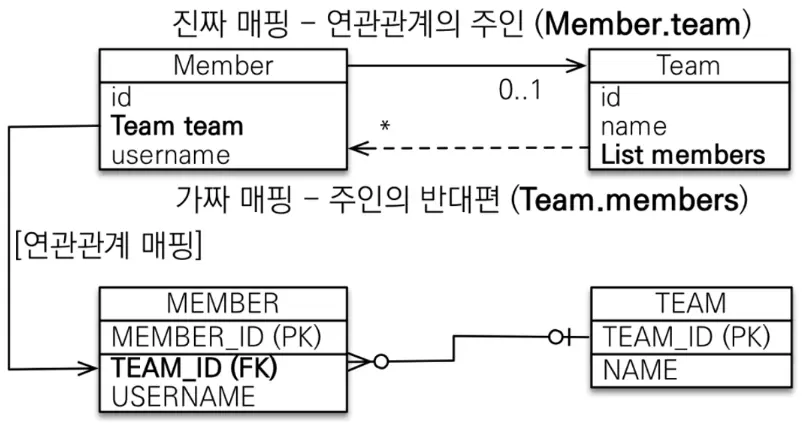 진짜 매핑 – 연관관계의 주인 (Member.team)
Member
id
Team team
username
Team
id
name
List members
0..1
*
가짜 매핑 – 주인의 반대편 (Team.members)
[연관관계 매핑]
MEMBER
MEMBER_ID (PK)
TEAM_ID (FK)
USERNAME
TEAM
TEAM_ID (PK)
NAME